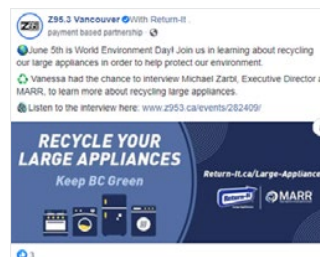 Z95.3 Vancouver With Return-It.
payment based partnership
June 5th is World Environment Day! Join us in learning about recycling
our large appliances in order to help protect our environment.
Vanessa had the chance to interview Michael Zarbl, Executive Director a
MARR, to learn more about recycling large appliances.
Listen to the interview here: www.z953.ca/events/282409/
RECYCLE YOUR
LARGE APPLIANCES
Keep BC Green
Return-It.ca/Large-Appliance
Return-It
MARR
3